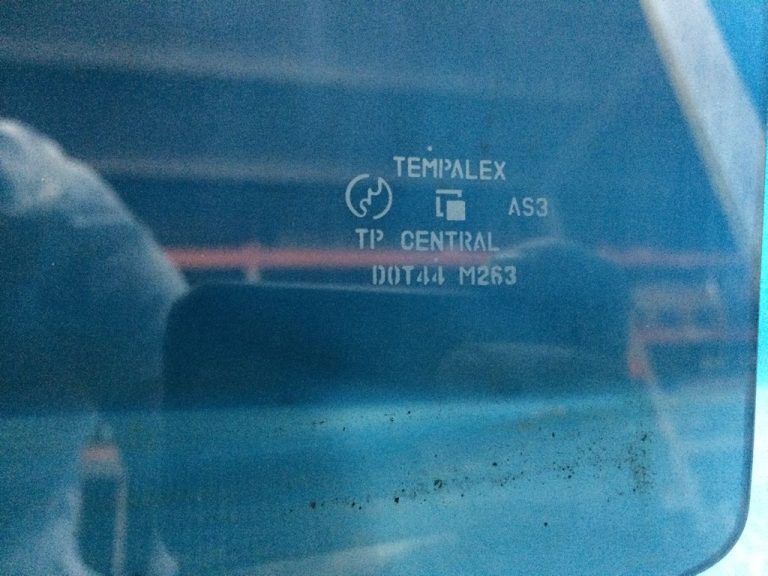 TEMPALEX
AS3
TP CENTRAL
DOT44 M263